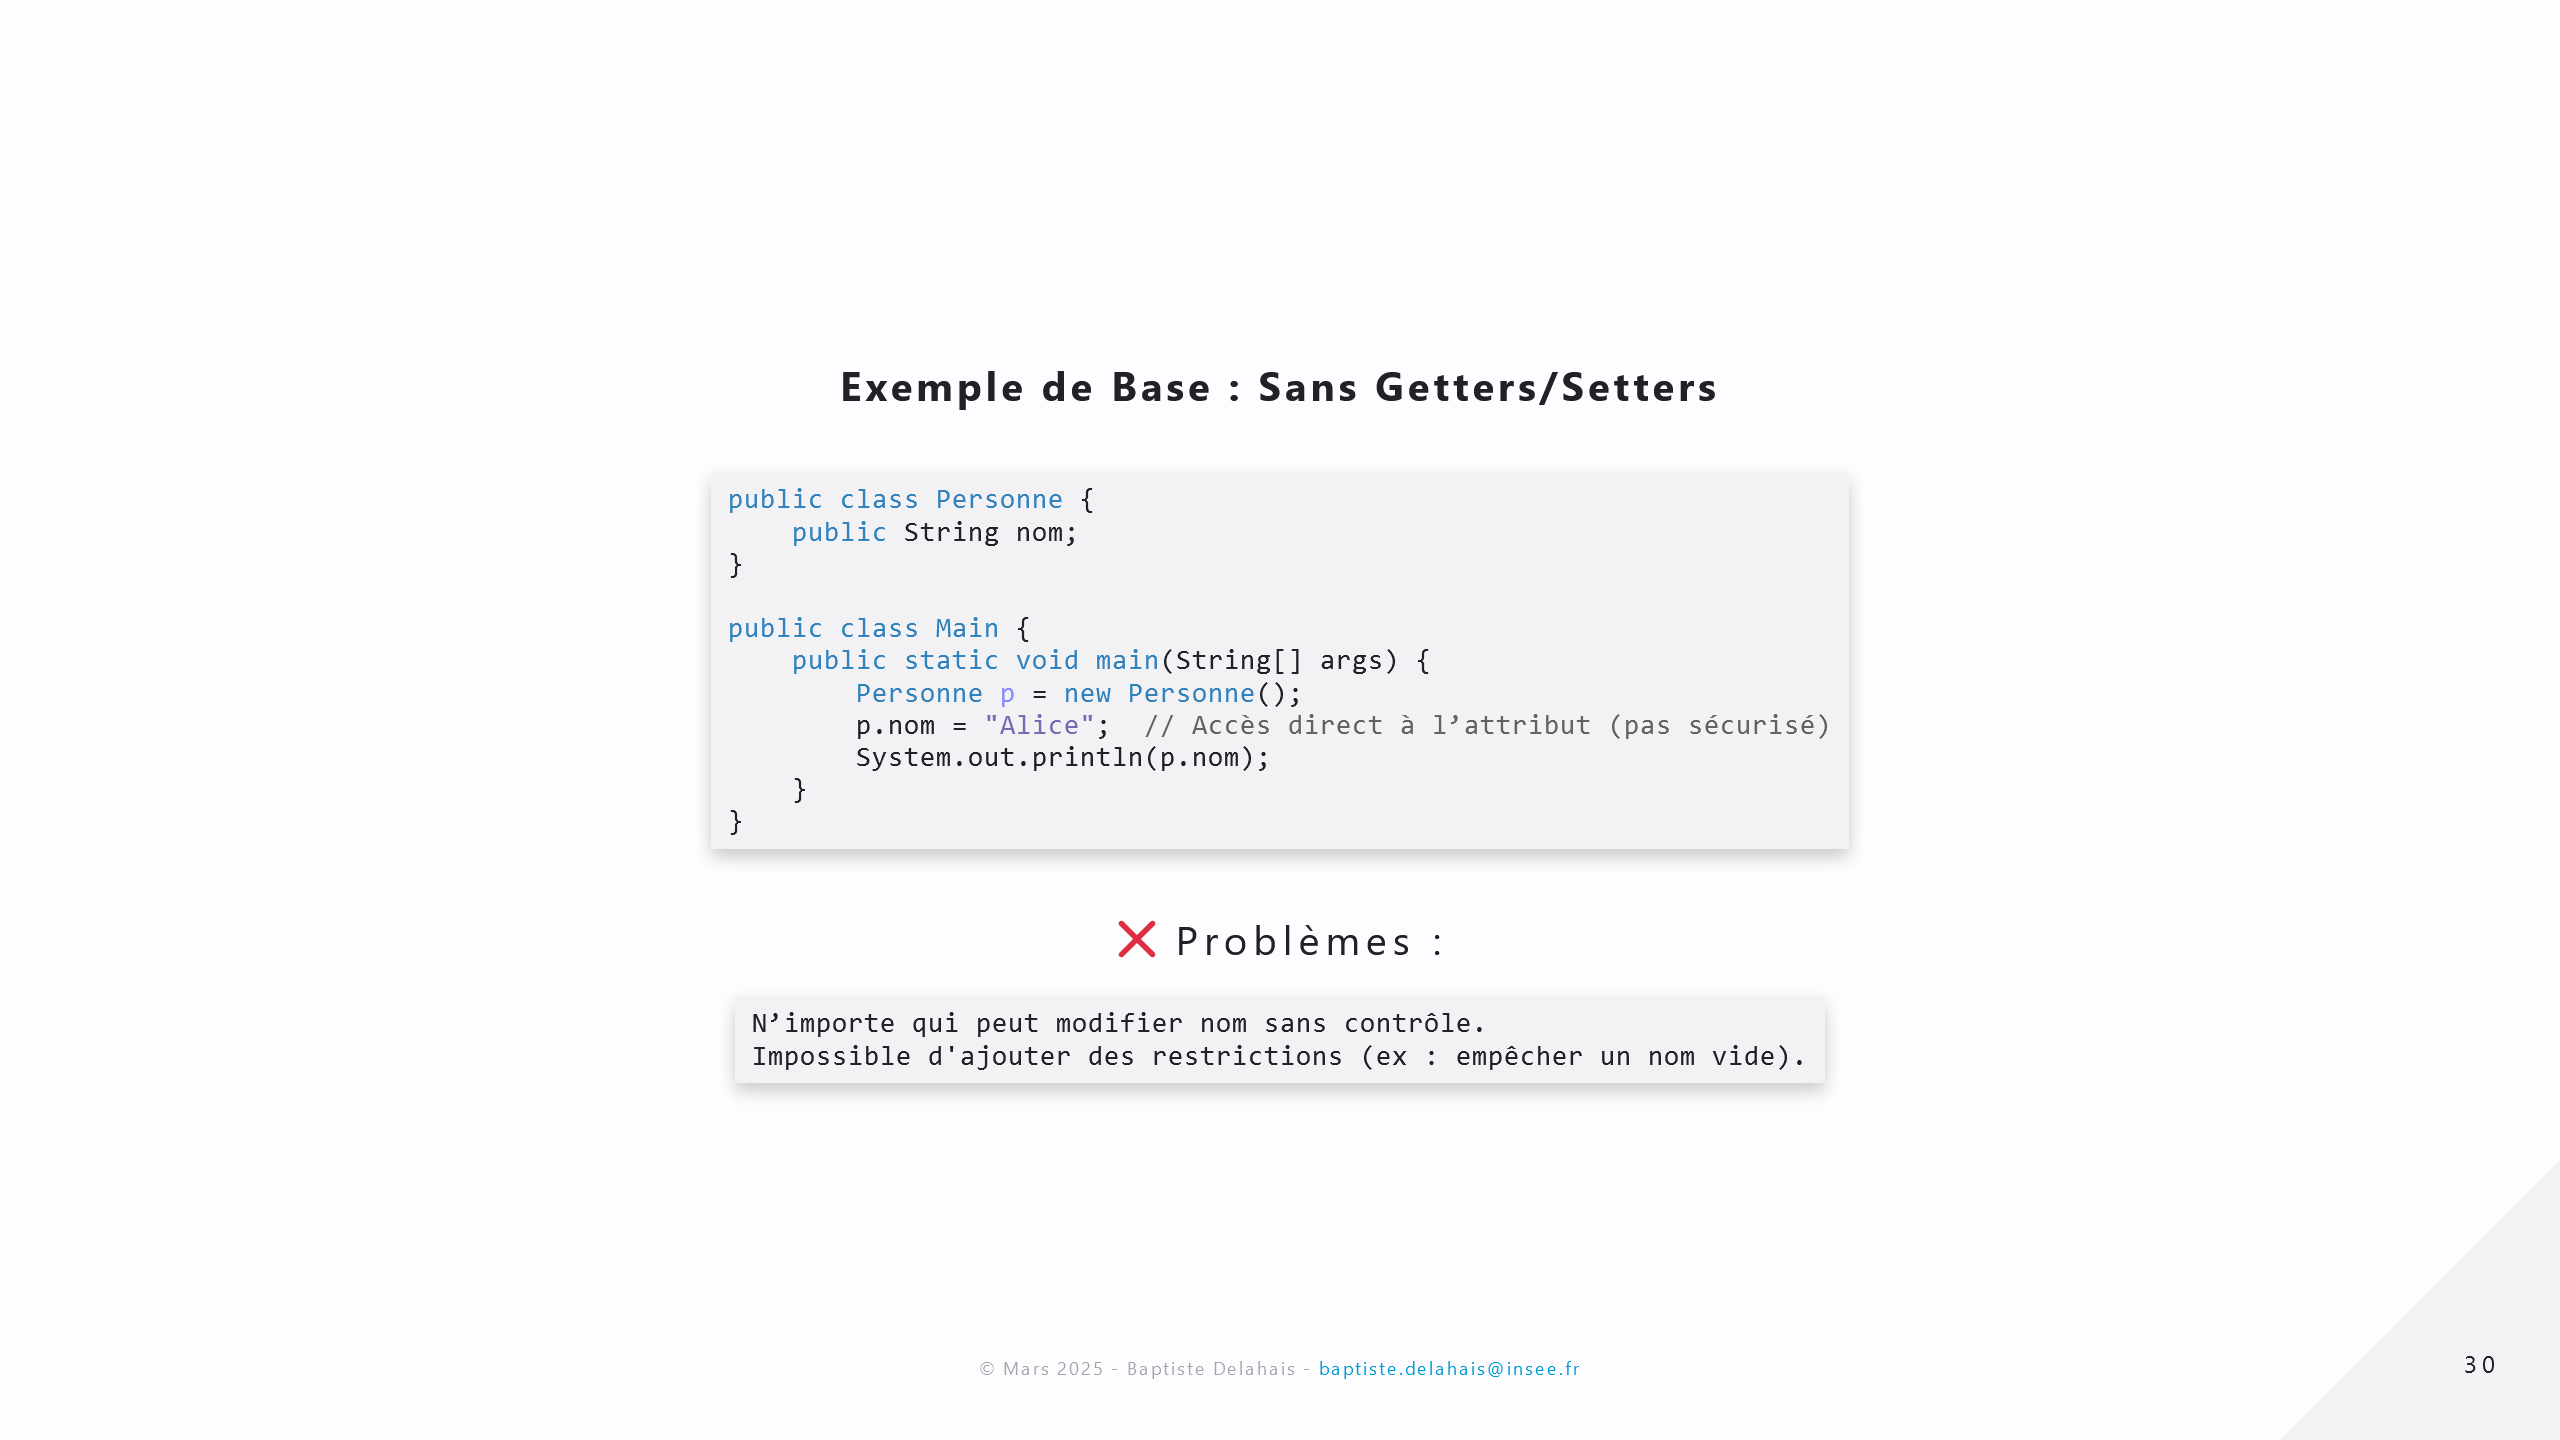 Exemple de Base : Sans Getters/Setters
public class Personne {
    public String nom;
}
public class Main {
    public static void main(String[] args) {
        Personne p = new Personne();
        p.nom = "Alice";  // Accès direct à l’attribut (pas sécurisé)
        System.out.println(p.nom);
    }
}
❌ Problèmes :
N’importe qui peut modifier nom sans contrôle.
Impossible d'ajouter des restrictions (ex : empêcher un nom vide).
© Mars 2025 - Baptiste Delahais - baptiste.delahais@insee.fr
30